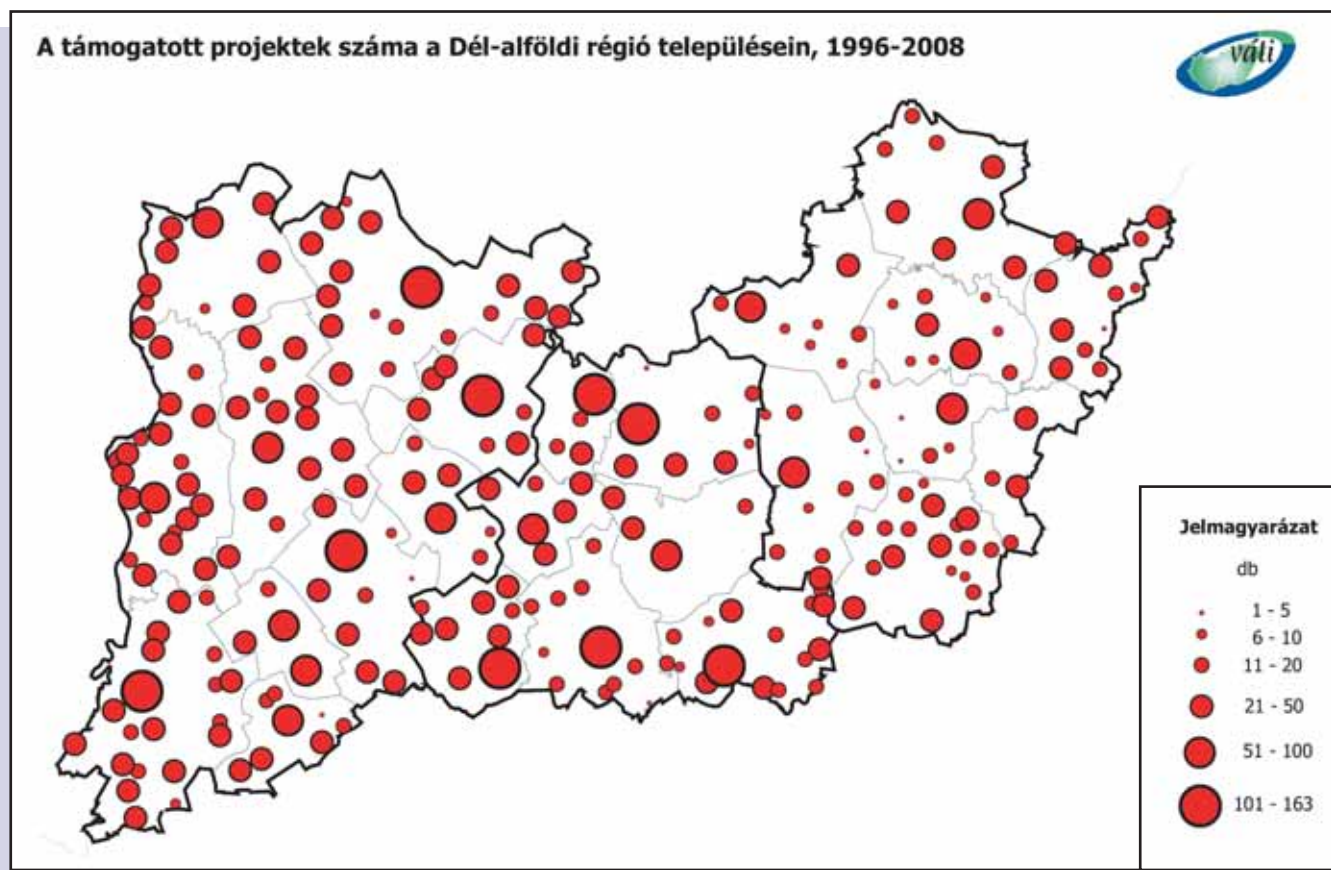 A támogatott projektek száma a Dél-alföldi régió településein, 1996-2008
váti
Jelmagyarázat
db
1 - 5
6 - 10
11 - 20
21 - 50
51 - 100
101 - 163